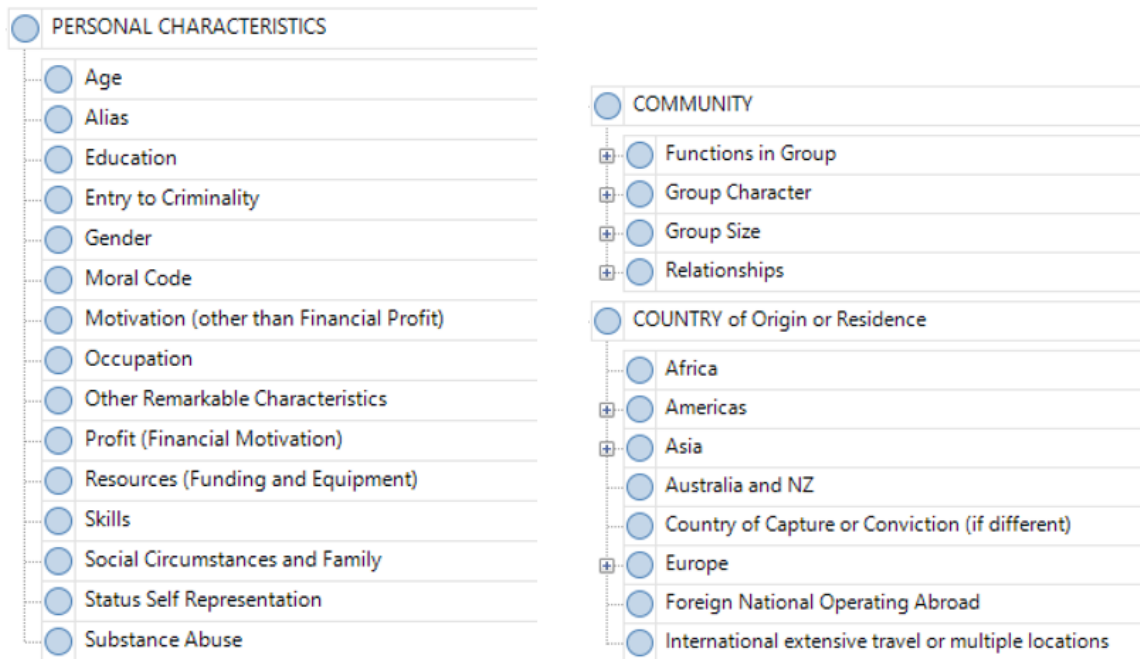 PERSONAL CHARACTERISTICS
Age
Alias
Education
Entry to Criminality
Gender
Moral Code
Motivation (other than Financial Profit)
Occupation
Other Remarkable Characteristics
Profit (Financial Motivation)
Resources (Funding and Equipment)
Skills
Social Circumstances and Family
Status Self Representation
Substance Abuse
COMMUNITY
Functions in Group
Group Character
Group Size
Relationships
COUNTRY of Origin or Residence
Africa
Americas
Asia
Australia and NZ
Country of Capture or Conviction (if different)
Europe
Foreign National Operating Abroad
International extensive travel or multiple locations